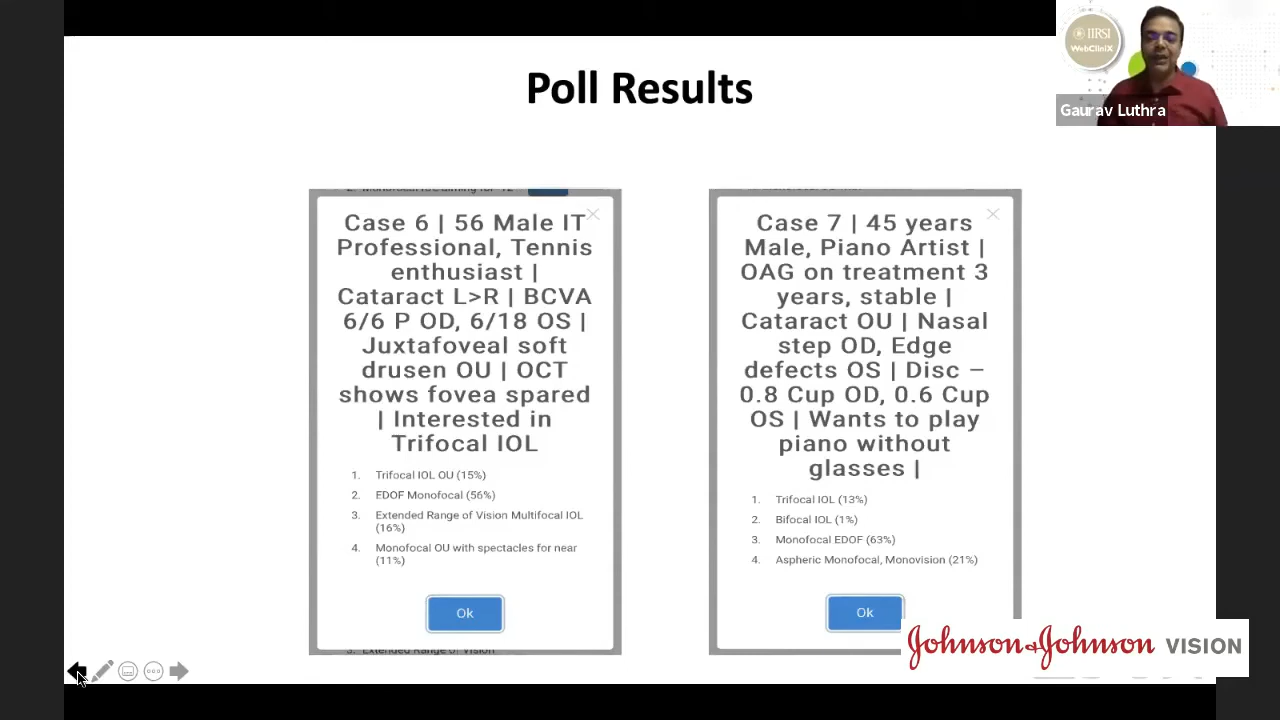 Poll Results
IIRSI
WebCliniX
Gaurav Luthra
Case 6 | 56 Male IT
Professional, Tennis
enthusiast |
Cataract L>R | BCVA
6/6 P OD, 6/18 OS |
Juxtafoveal soft
drusen OU | OCT
shows fovea spared
| Interested in
Trifocal IOL
1. Trifocal IOL OU (15%)
2. EDOF Monofocal (56%)
3. Extended Range of Vision Multifocal IOL
(16%)
4. Monofocal OU with spectacles for near
(11%)
Ok
3. Extended Range of Vision
Case 7 | 45 years
Male, Piano Artist |
OAG on treatment 3
years, stable |
Cataract OU | Nasal
step OD, Edge
defects OS | Disc –
0.8 Cup OD, 0.6 Cup
OS | Wants to play
piano without
glasses |
1. Trifocal IOL (13%)
2. Bifocal IOL (1%)
3. Monofocal EDOF (63%)
4. Aspheric Monofocal, Monovision (21%)
Ok
Johnson & Johnson VISION